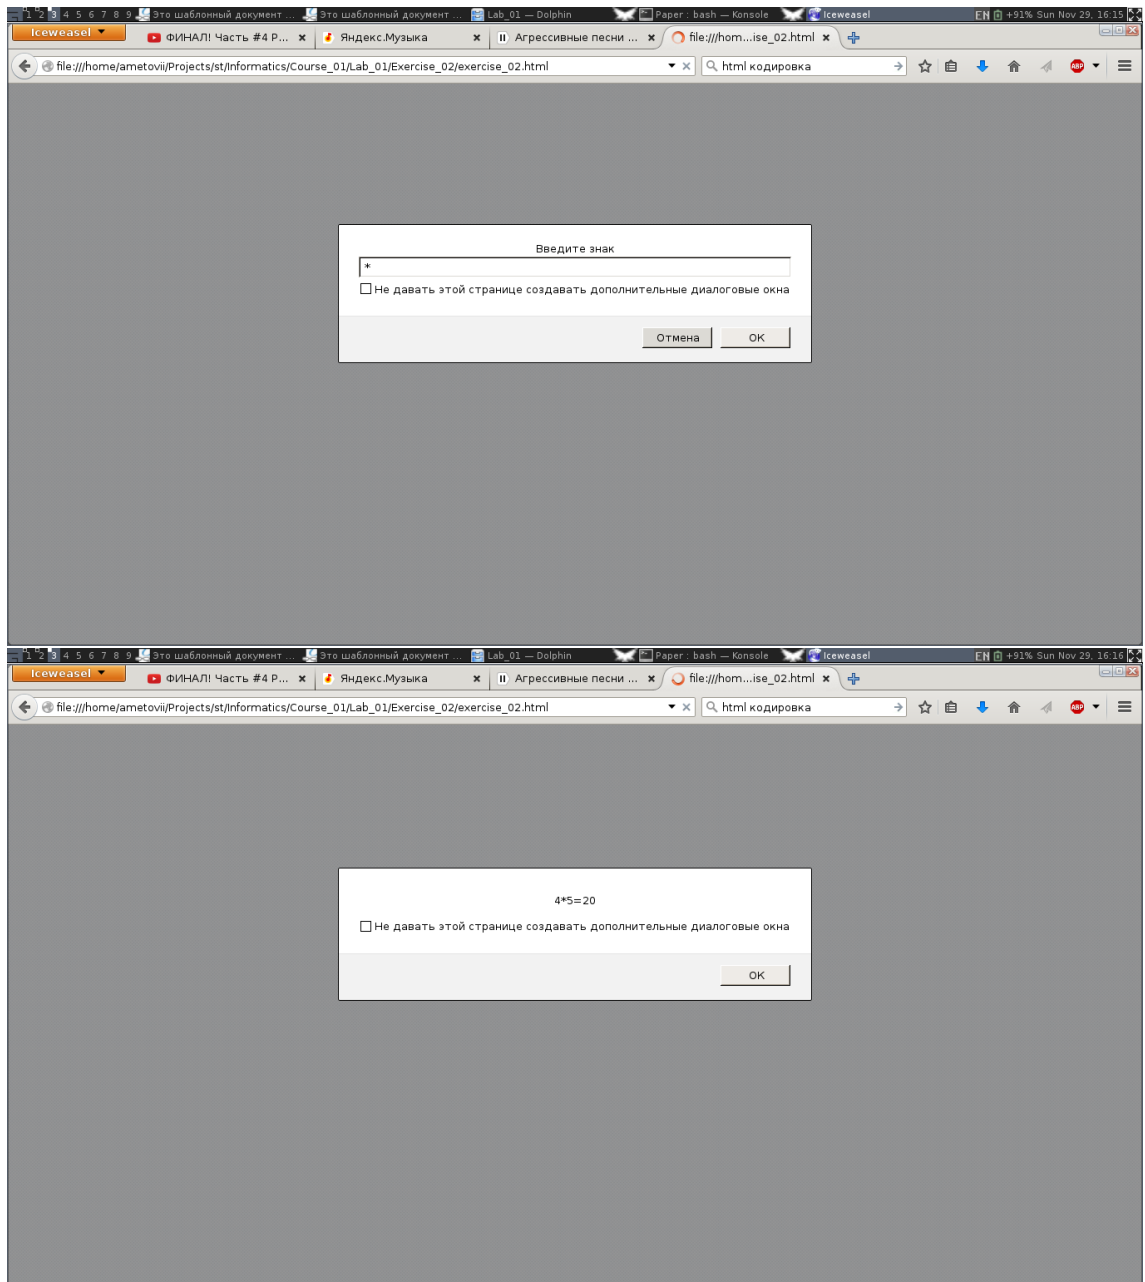 1 2 3 4 5 6 7 8 9 Это шаблонный документ ... Это шаблонный документ ... Lab_01 — Dolphin Paper : bash — Konsole Iceweasel EN +91% Sun Nov 29, 16:15
Iceweasel ФИНАЛ! Часть #4 Р... Яндекс.Музыка Агрессивные песни ... file:///hom...ise_02.html
file:///home/ametovii/Projects/st/Informatics/Course_01/Lab_01/Exercise_02/exercise_02.html html кодировка ABP
Введите знак
*
Не давать этой странице создавать дополнительные диалоговые окна
Отмена OK
1 2 3 4 5 6 7 8 9 Это шаблонный документ ... Это шаблонный документ ... Lab_01 — Dolphin Paper : bash — Konsole Iceweasel EN +91% Sun Nov 29, 16:16
Iceweasel ФИНАЛ! Часть #4 Р... Яндекс.Музыка Агрессивные песни ... file:///hom...ise_02.html
file:///home/ametovii/Projects/st/Informatics/Course_01/Lab_01/Exercise_02/exercise_02.html html кодировка ABP
4*5=20
Не давать этой странице создавать дополнительные диалоговые окна
OK